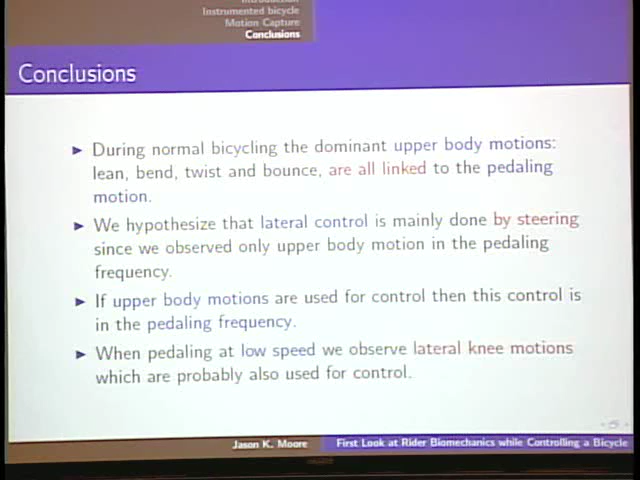 Introduction
Instrumented bicycle
Motion Capture
Conclusions
Conclusions
During normal bicycling the dominant upper body motions:
lean, bend, twist and bounce, are all linked to the pedaling
motion.
We hypothesize that lateral control is mainly done by steering
since we observed only upper body motion in the pedaling
frequency.
If upper body motions are used for control then this control is
in the pedaling frequency.
When pedaling at low speed we observe lateral knee motions
which are probably also used for control.
Jason K. Moore
First Look at Rider Biomechanics while Controlling a Bicycle